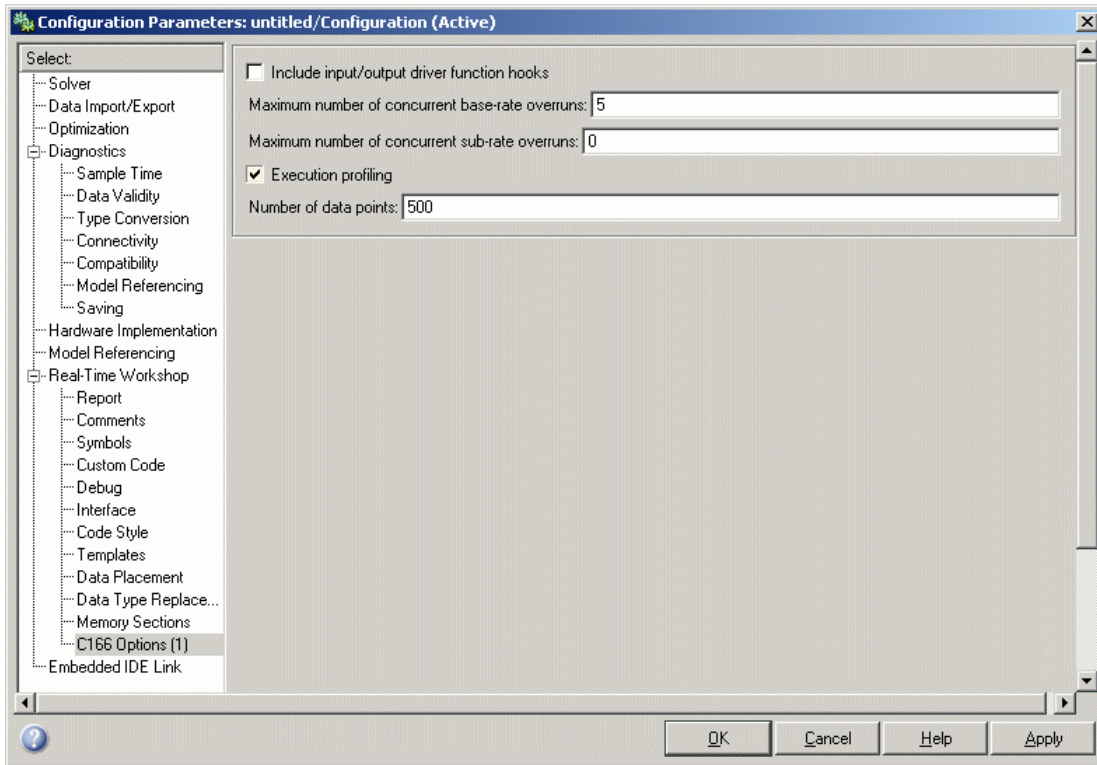 Configuration Parameters: untitled/Configuration (Active)
Select:
Solver
Data Import/Export
Optimization
Diagnostics
Sample Time
Data Validity
Type Conversion
Connectivity
Compatibility
Model Referencing
Saving
Hardware Implementation
Model Referencing
Real-Time Workshop
Report
Comments
Symbols
Custom Code
Debug
Interface
Code Style
Templates
Data Placement
Data Type Replace...
Memory Sections
C166 Options (1)
Embedded IDE Link
Include input/output driver function hooks
Maximum number of concurrent base-rate overruns: 5
Maximum number of concurrent sub-rate overruns: 0
Execution profiling
Number of data points: 500
OK
Cancel
Help
Apply